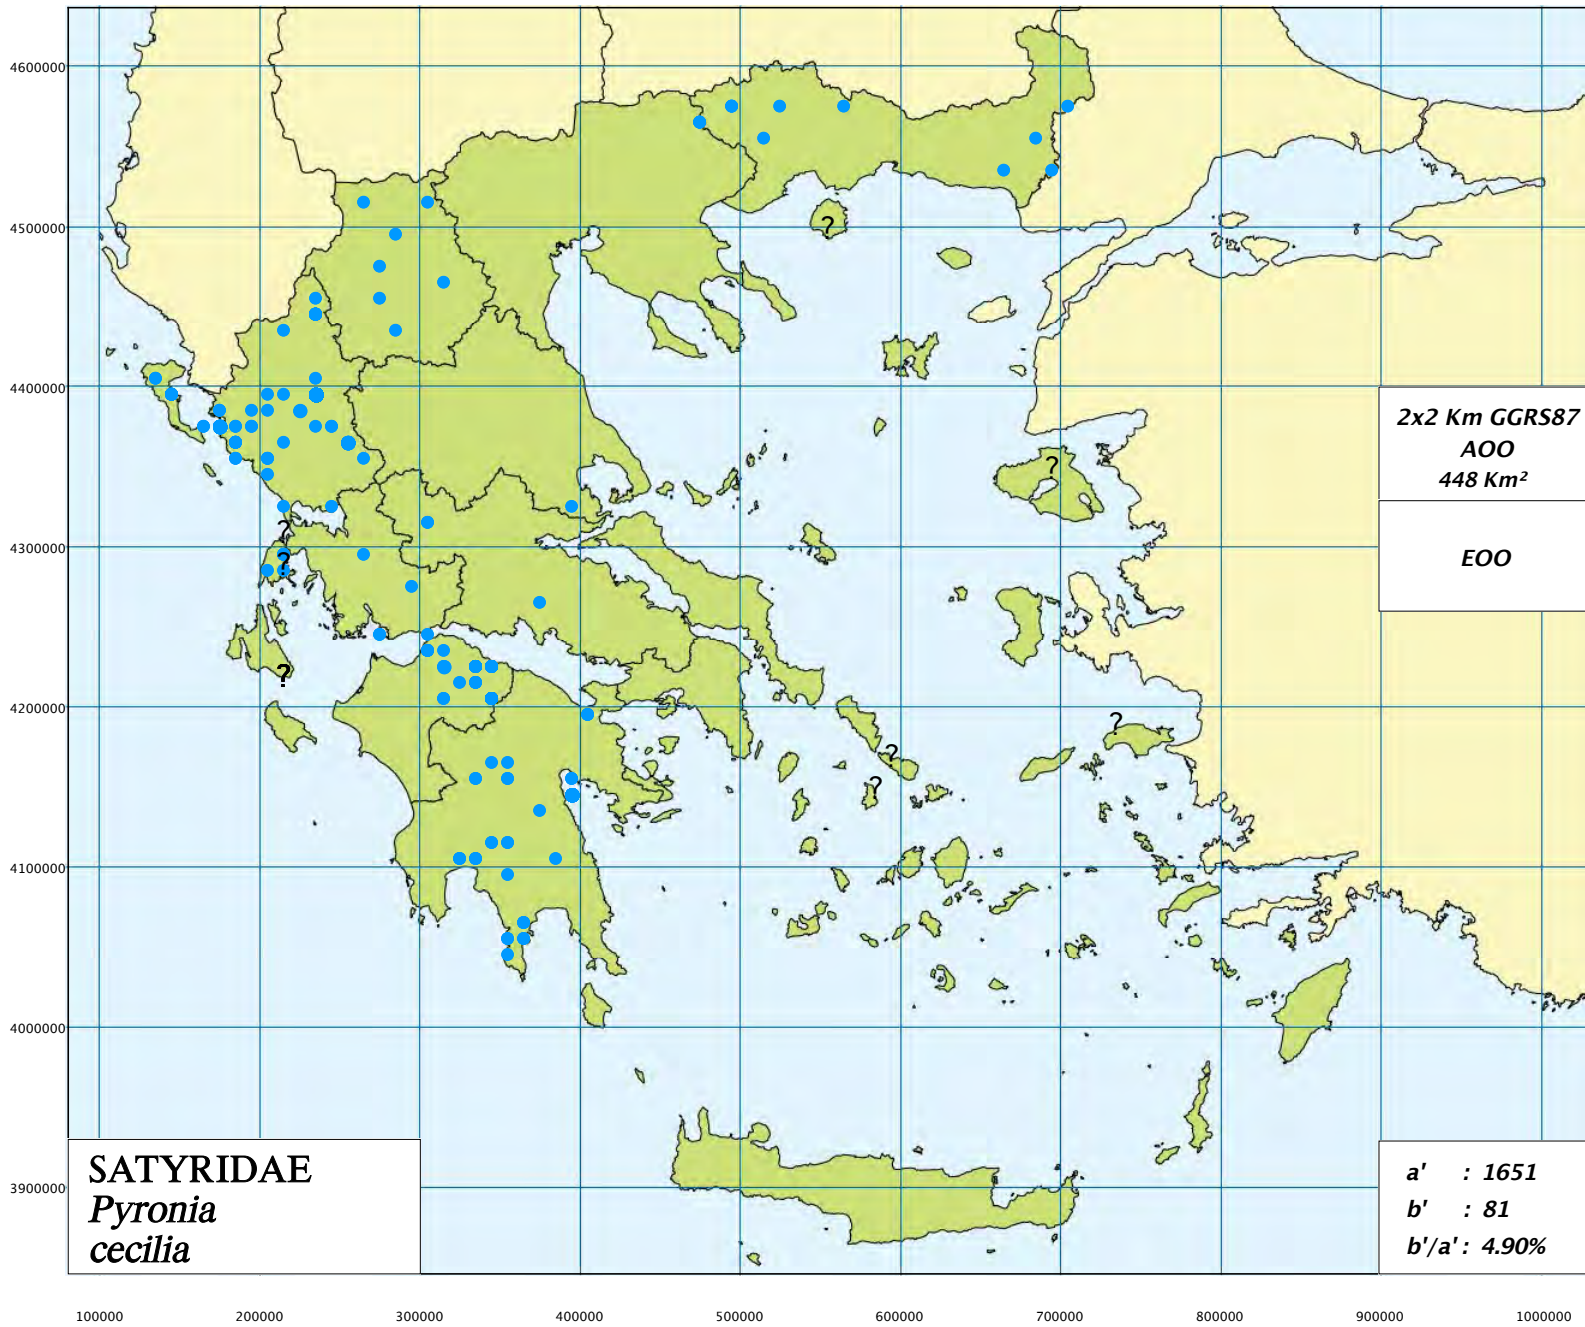 4600000
4500000
?
4400000
2x2 Km GGRS87
AOO
448 Km²
?
?
4300000
?
EOO
?
4200000
?
?
?
4100000
4000000
SATYRIDAE
Pyronia
cecilia
3900000
a' : 1651
b' : 81
b'/a' : 4.90%
100000 200000 300000 400000 500000 600000 700000 800000 900000 1000000